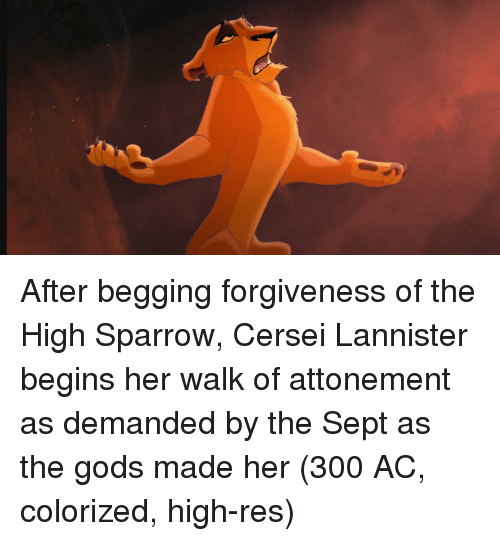 After begging forgiveness of the
High Sparrow, Cersei Lannister
begins her walk of attonement
as demanded by the Sept as
the gods made her (300 AC,
colorized, high-res)